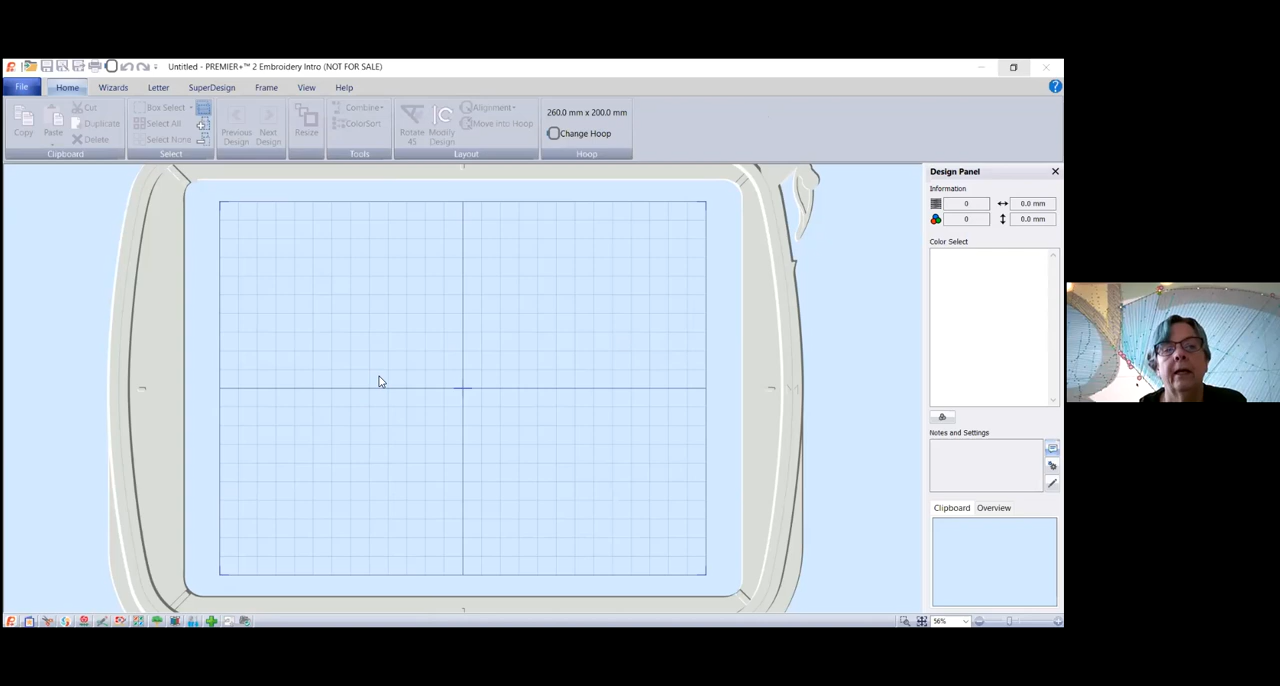 Untitled - PREMIER+™ 2 Embroidery Intro (NOT FOR SALE)
File Home Wizards Letter SuperDesign Frame View Help
Copy Paste Cut Duplicate Delete
Clipboard
Box Select Select All Select None
Select
Previous Design Next Design
Resize
Combine ColorSort
Tools
Rotate 45 Modify Design Alignment Move into Hoop
Layout
260.0 mm x 200.0 mm
Change Hoop
Hoop
Design Panel
Information
0 0.0 mm
0 0.0 mm
Color Select
Notes and Settings
Clipboard Overview
56%